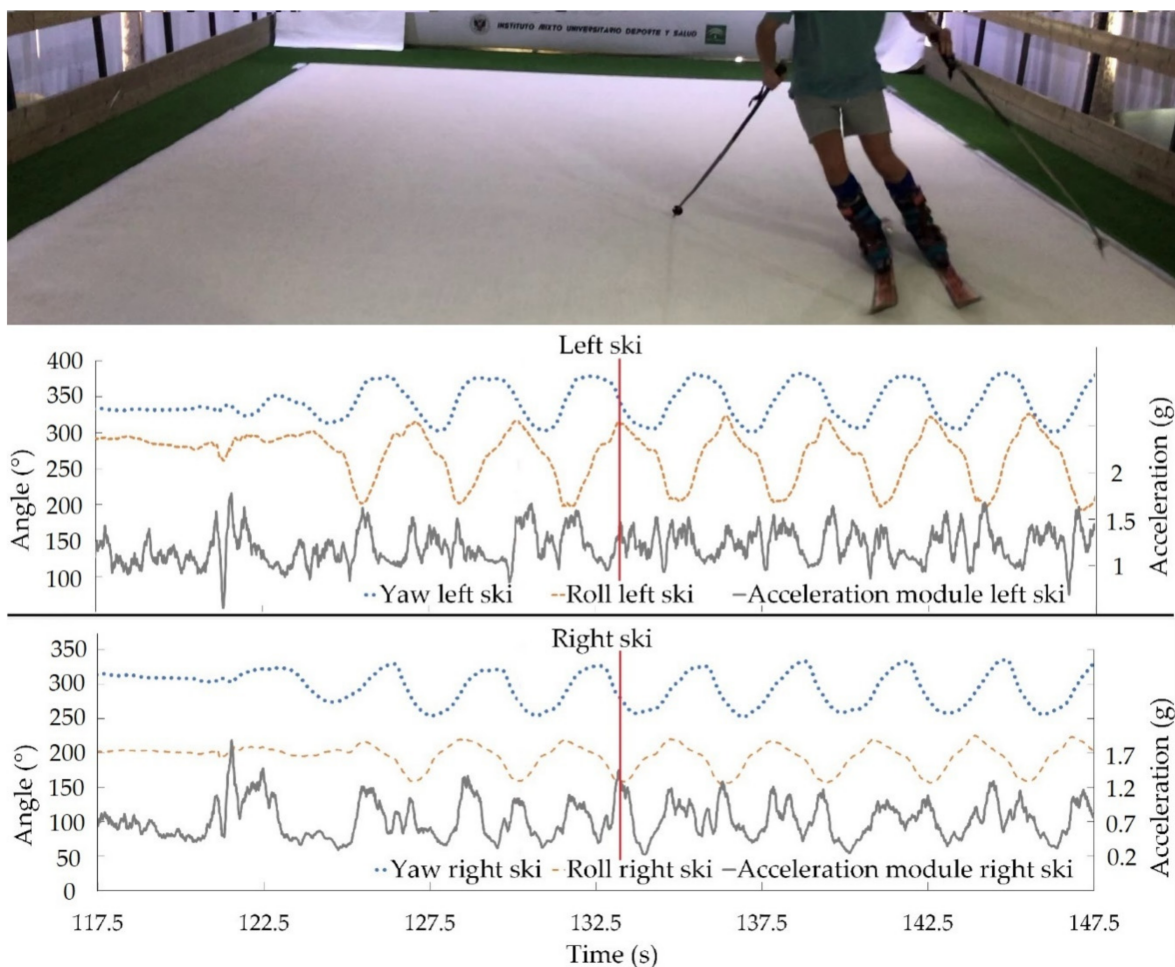 INSTITUTO MIXTO UNIVERSITARIO DEPORTE Y SALUD
Left ski
400
350
300
250
200
150
100
Angle (°)
2
1.5
1
Acceleration (g)
Yaw left ski Roll left ski Acceleration module left ski
Right ski
350
300
250
200
150
100
50
0
Angle (°)
1.7
1.2
0.7
0.2
Acceleration (g)
Yaw right ski Roll right ski Acceleration module right ski
117.5 122.5 127.5 132.5 137.5 142.5 147.5
Time (s)